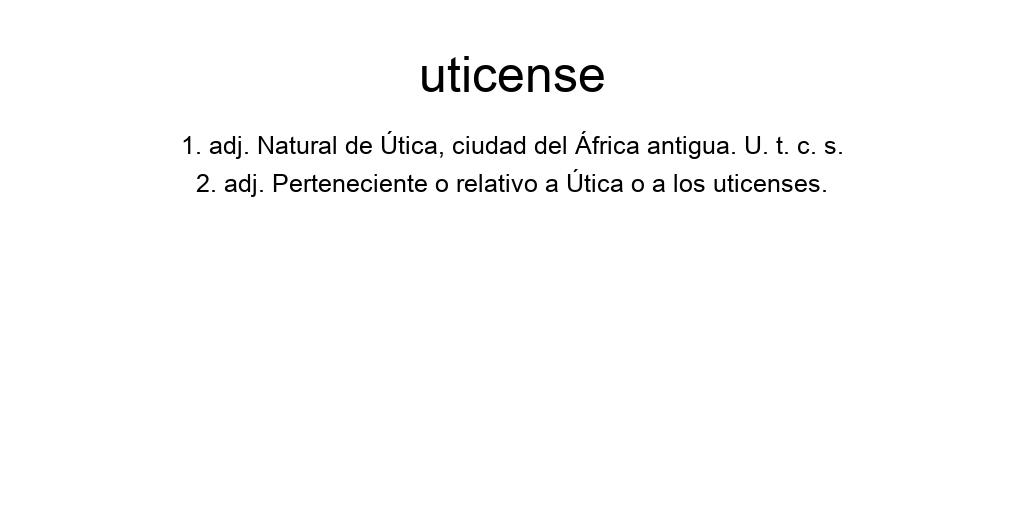 uticense
1. adj. Natural de Útica, ciudad del África antigua. U. t. c. s.
2. adj. Perteneciente o relativo a Útica o a los uticenses.